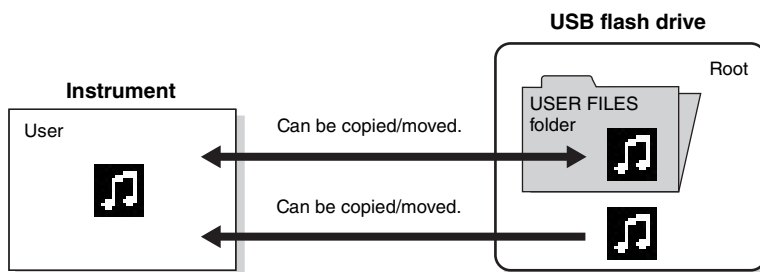 USB flash drive
Root
Instrument
USER FILES
folder
User
Can be copied/moved.
Can be copied/moved.